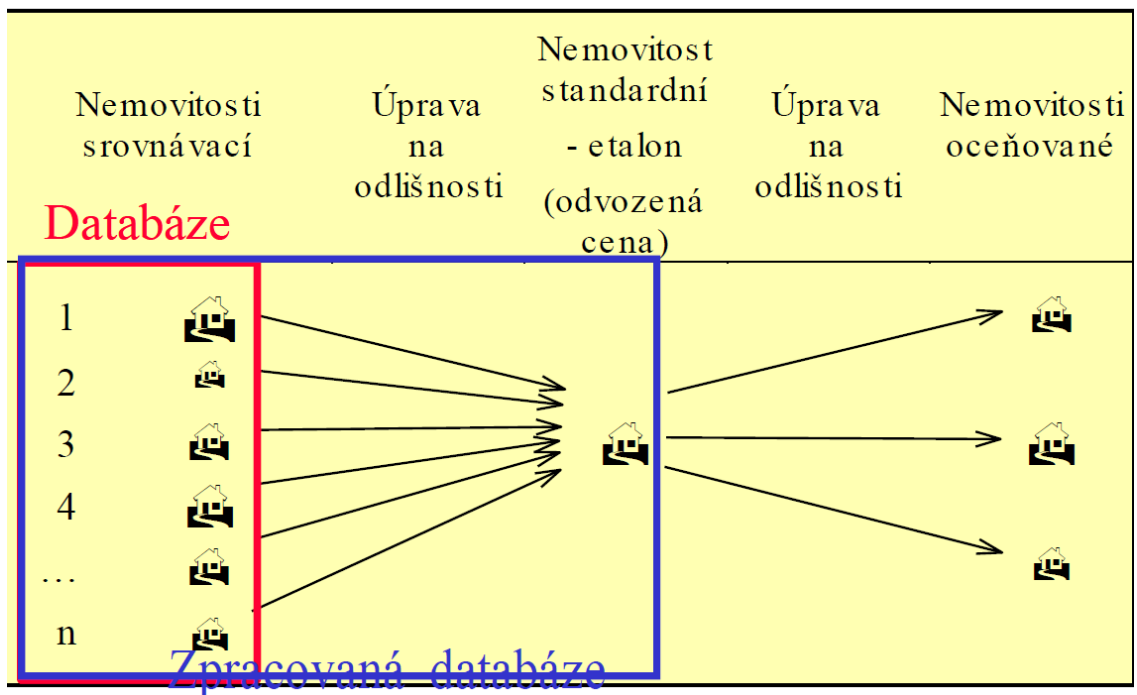 Nemovitosti
srovnávací
Úprava
na
odlišnosti
Nemovitost
standardní
- etalon
(odvozená
cena)
Úprava
na
odlišnosti
Nemovitosti
oceňované
Databáze
1
2
3
4
...
n
Zpracovaná databáze